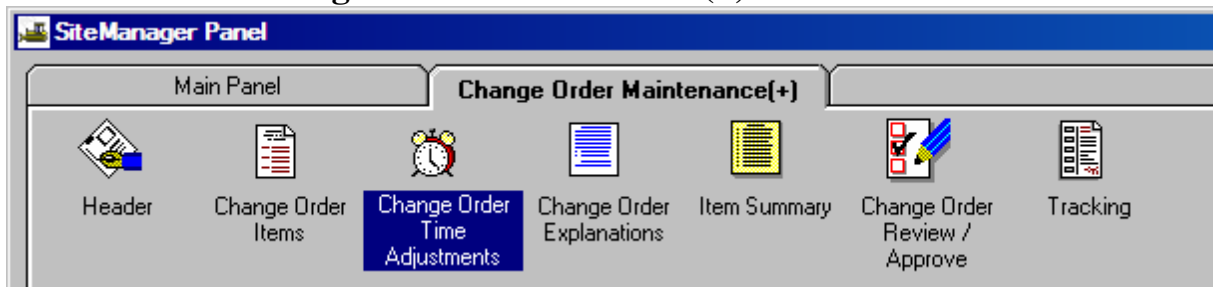 SiteManager Panel
Main Panel
Change Order Maintenance(+)
Header
Change Order
Items
Change Order
Time
Adjustments
Change Order
Explanations
Item Summary
Change Order
Review /
Approve
Tracking